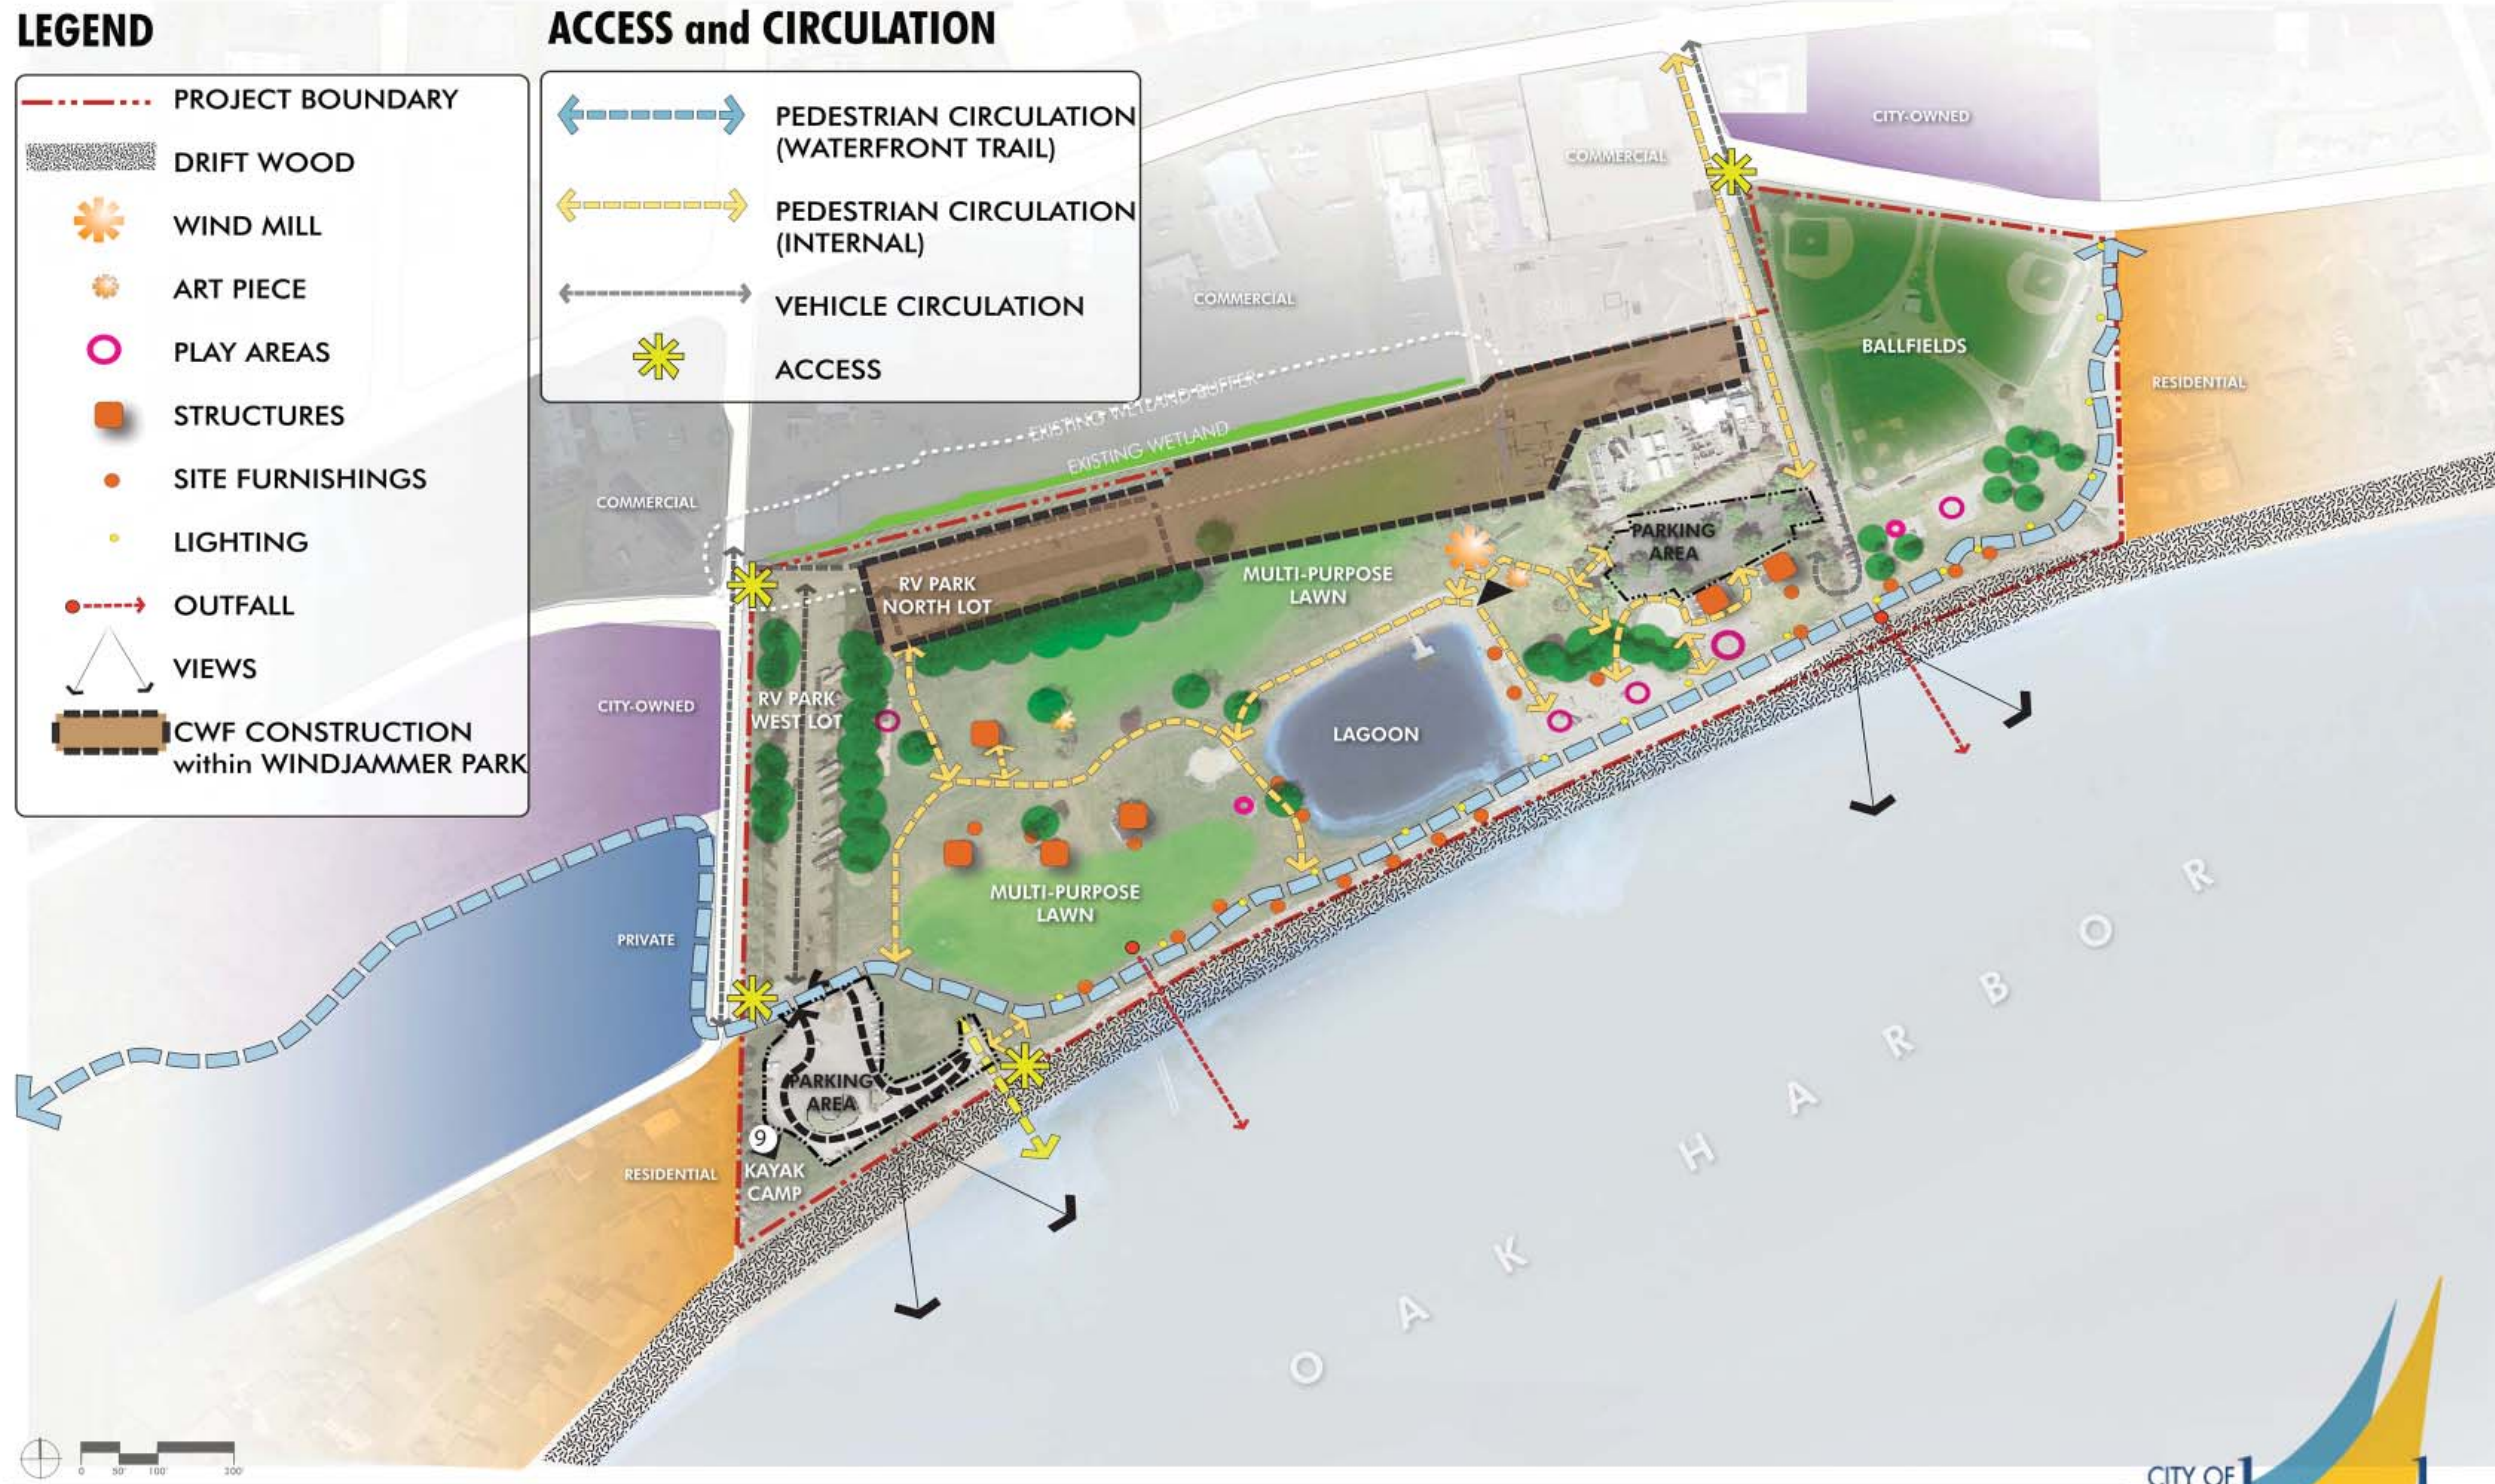 LEGEND
PROJECT BOUNDARY
DRIFT WOOD
WIND MILL
ART PIECE
PLAY AREAS
STRUCTURES
SITE FURNISHINGS
LIGHTING
OUTFALL
VIEWS
CWF CONSTRUCTION
within WINDJAMMER PARK
ACCESS and CIRCULATION
PEDESTRIAN CIRCULATION
(WATERFRONT TRAIL)
PEDESTRIAN CIRCULATION
(INTERNAL)
VEHICLE CIRCULATION
ACCESS
CITY-OWNED
COMMERCIAL
COMMERCIAL
BALLFIELDS
RESIDENTIAL
EXISTING WETLAND BUFFER
EXISTING WETLAND
COMMERCIAL
PARKING
AREA
MULTI-PURPOSE
LAWN
RV PARK
NORTH LOT
CITY-OWNED
RV PARK
WEST LOT
LAGOON
MULTI-PURPOSE
LAWN
PRIVATE
PARKING
AREA
9
RESIDENTIAL
KAYAK
CAMP
OAK HARBOR
0 50' 100'
CITY OF